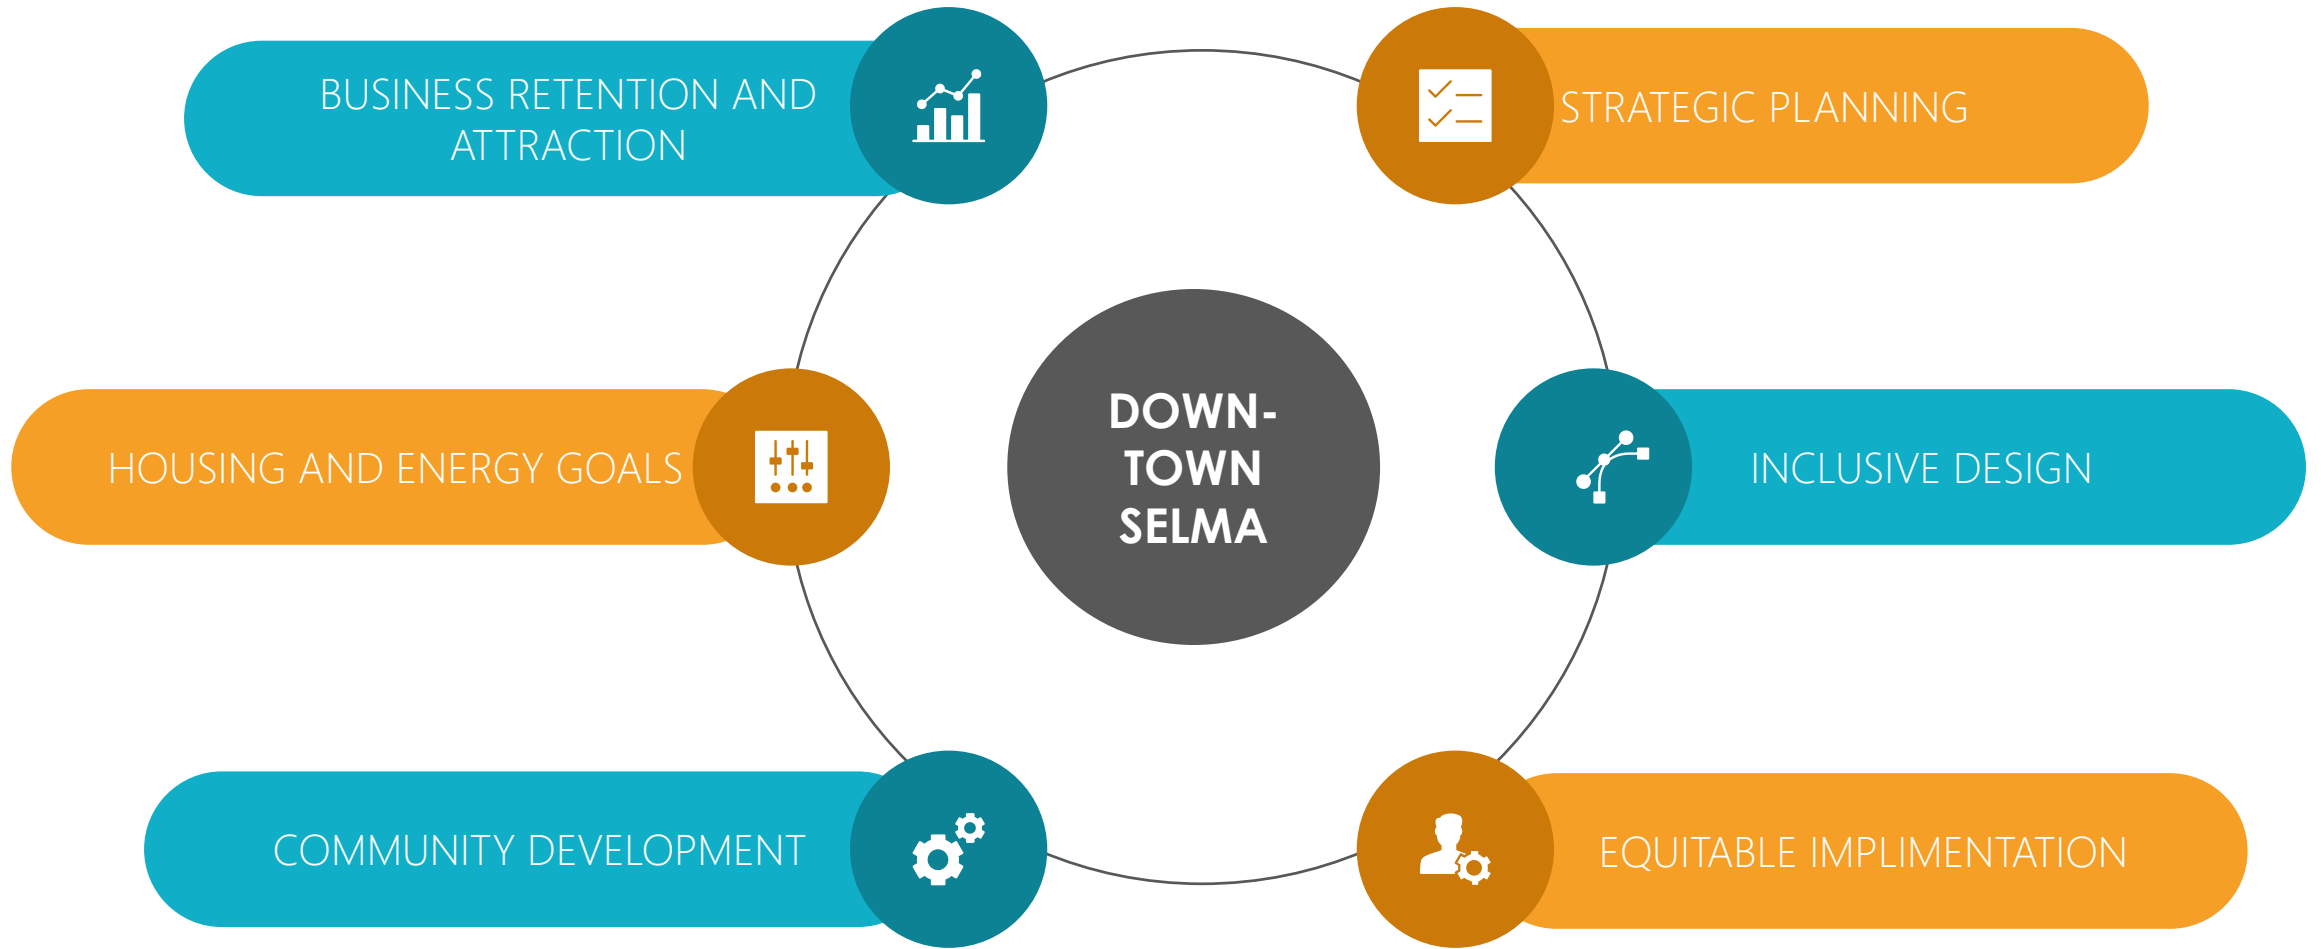 BUSINESS RETENTION AND
ATTRACTION
STRATEGIC PLANNING
HOUSING AND ENERGY GOALS
DOWN-
TOWN
SELMA
INCLUSIVE DESIGN
COMMUNITY DEVELOPMENT
EQUITABLE IMPLIMENTATION